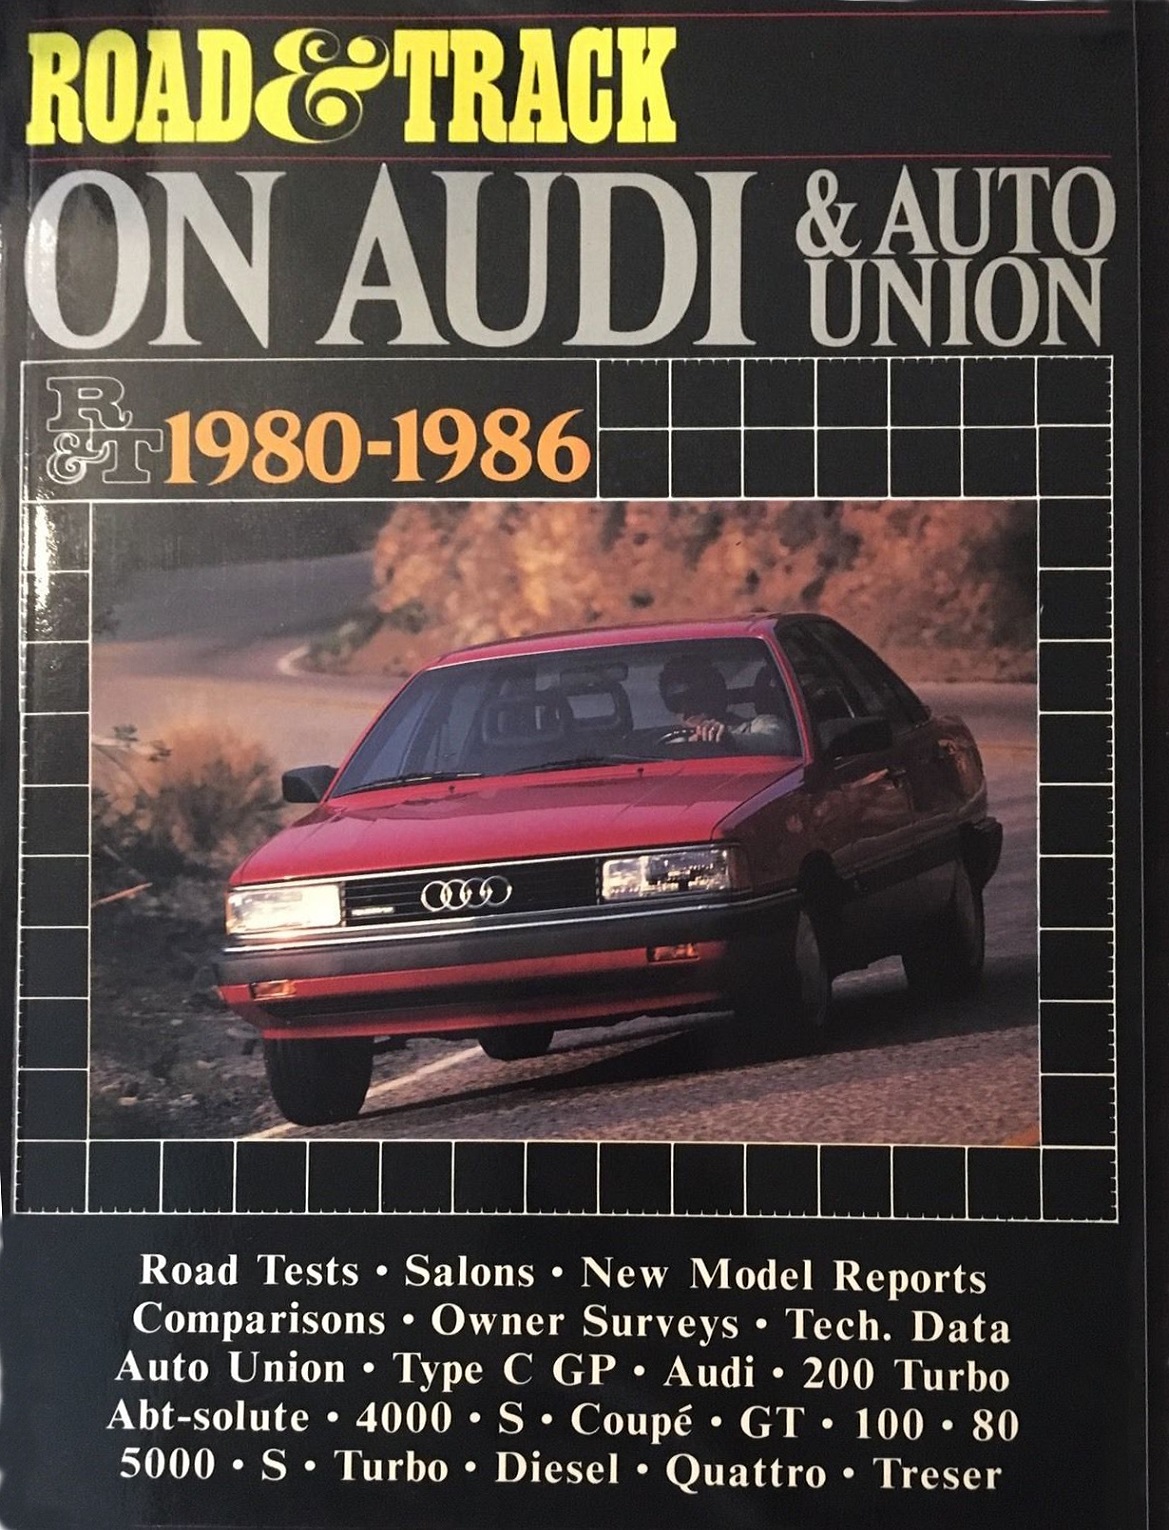 ROAD & TRACK
ON AUDI & AUTO UNION
R&T 1980-1986
Road Tests • Salons • New Model Reports
Comparisons • Owner Surveys • Tech. Data
Auto Union • Type C GP • Audi • 200 Turbo
Abt-solute • 4000 • S • Coupé • GT • 100 • 80
5000 • S • Turbo • Diesel • Quattro • Treser